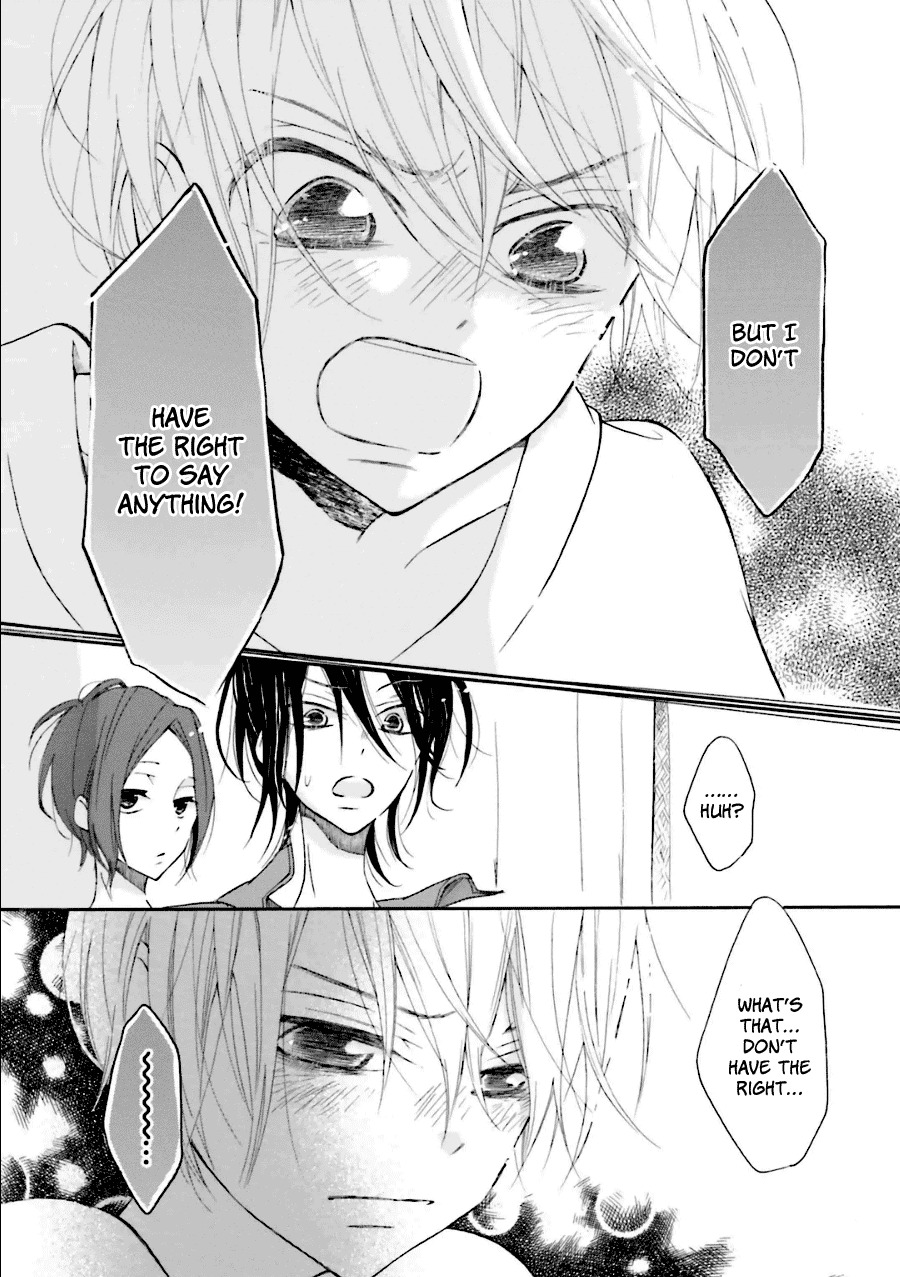 BUT I
DON'T
HAVE
THE RIGHT
TO SAY
ANYTHING!
......
HUH?
WHAT'S
THAT...
DON'T
HAVE THE
RIGHT...